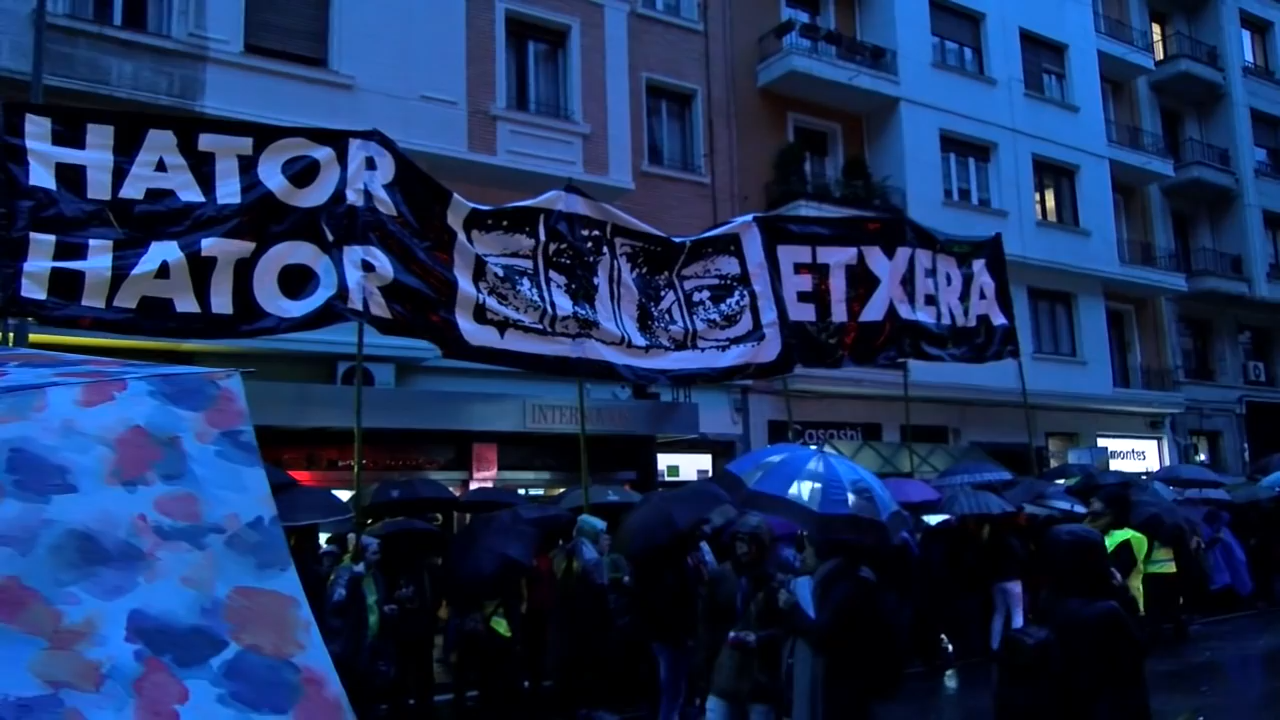 HATOR
HATOR
ETXERA
Casashi
montes